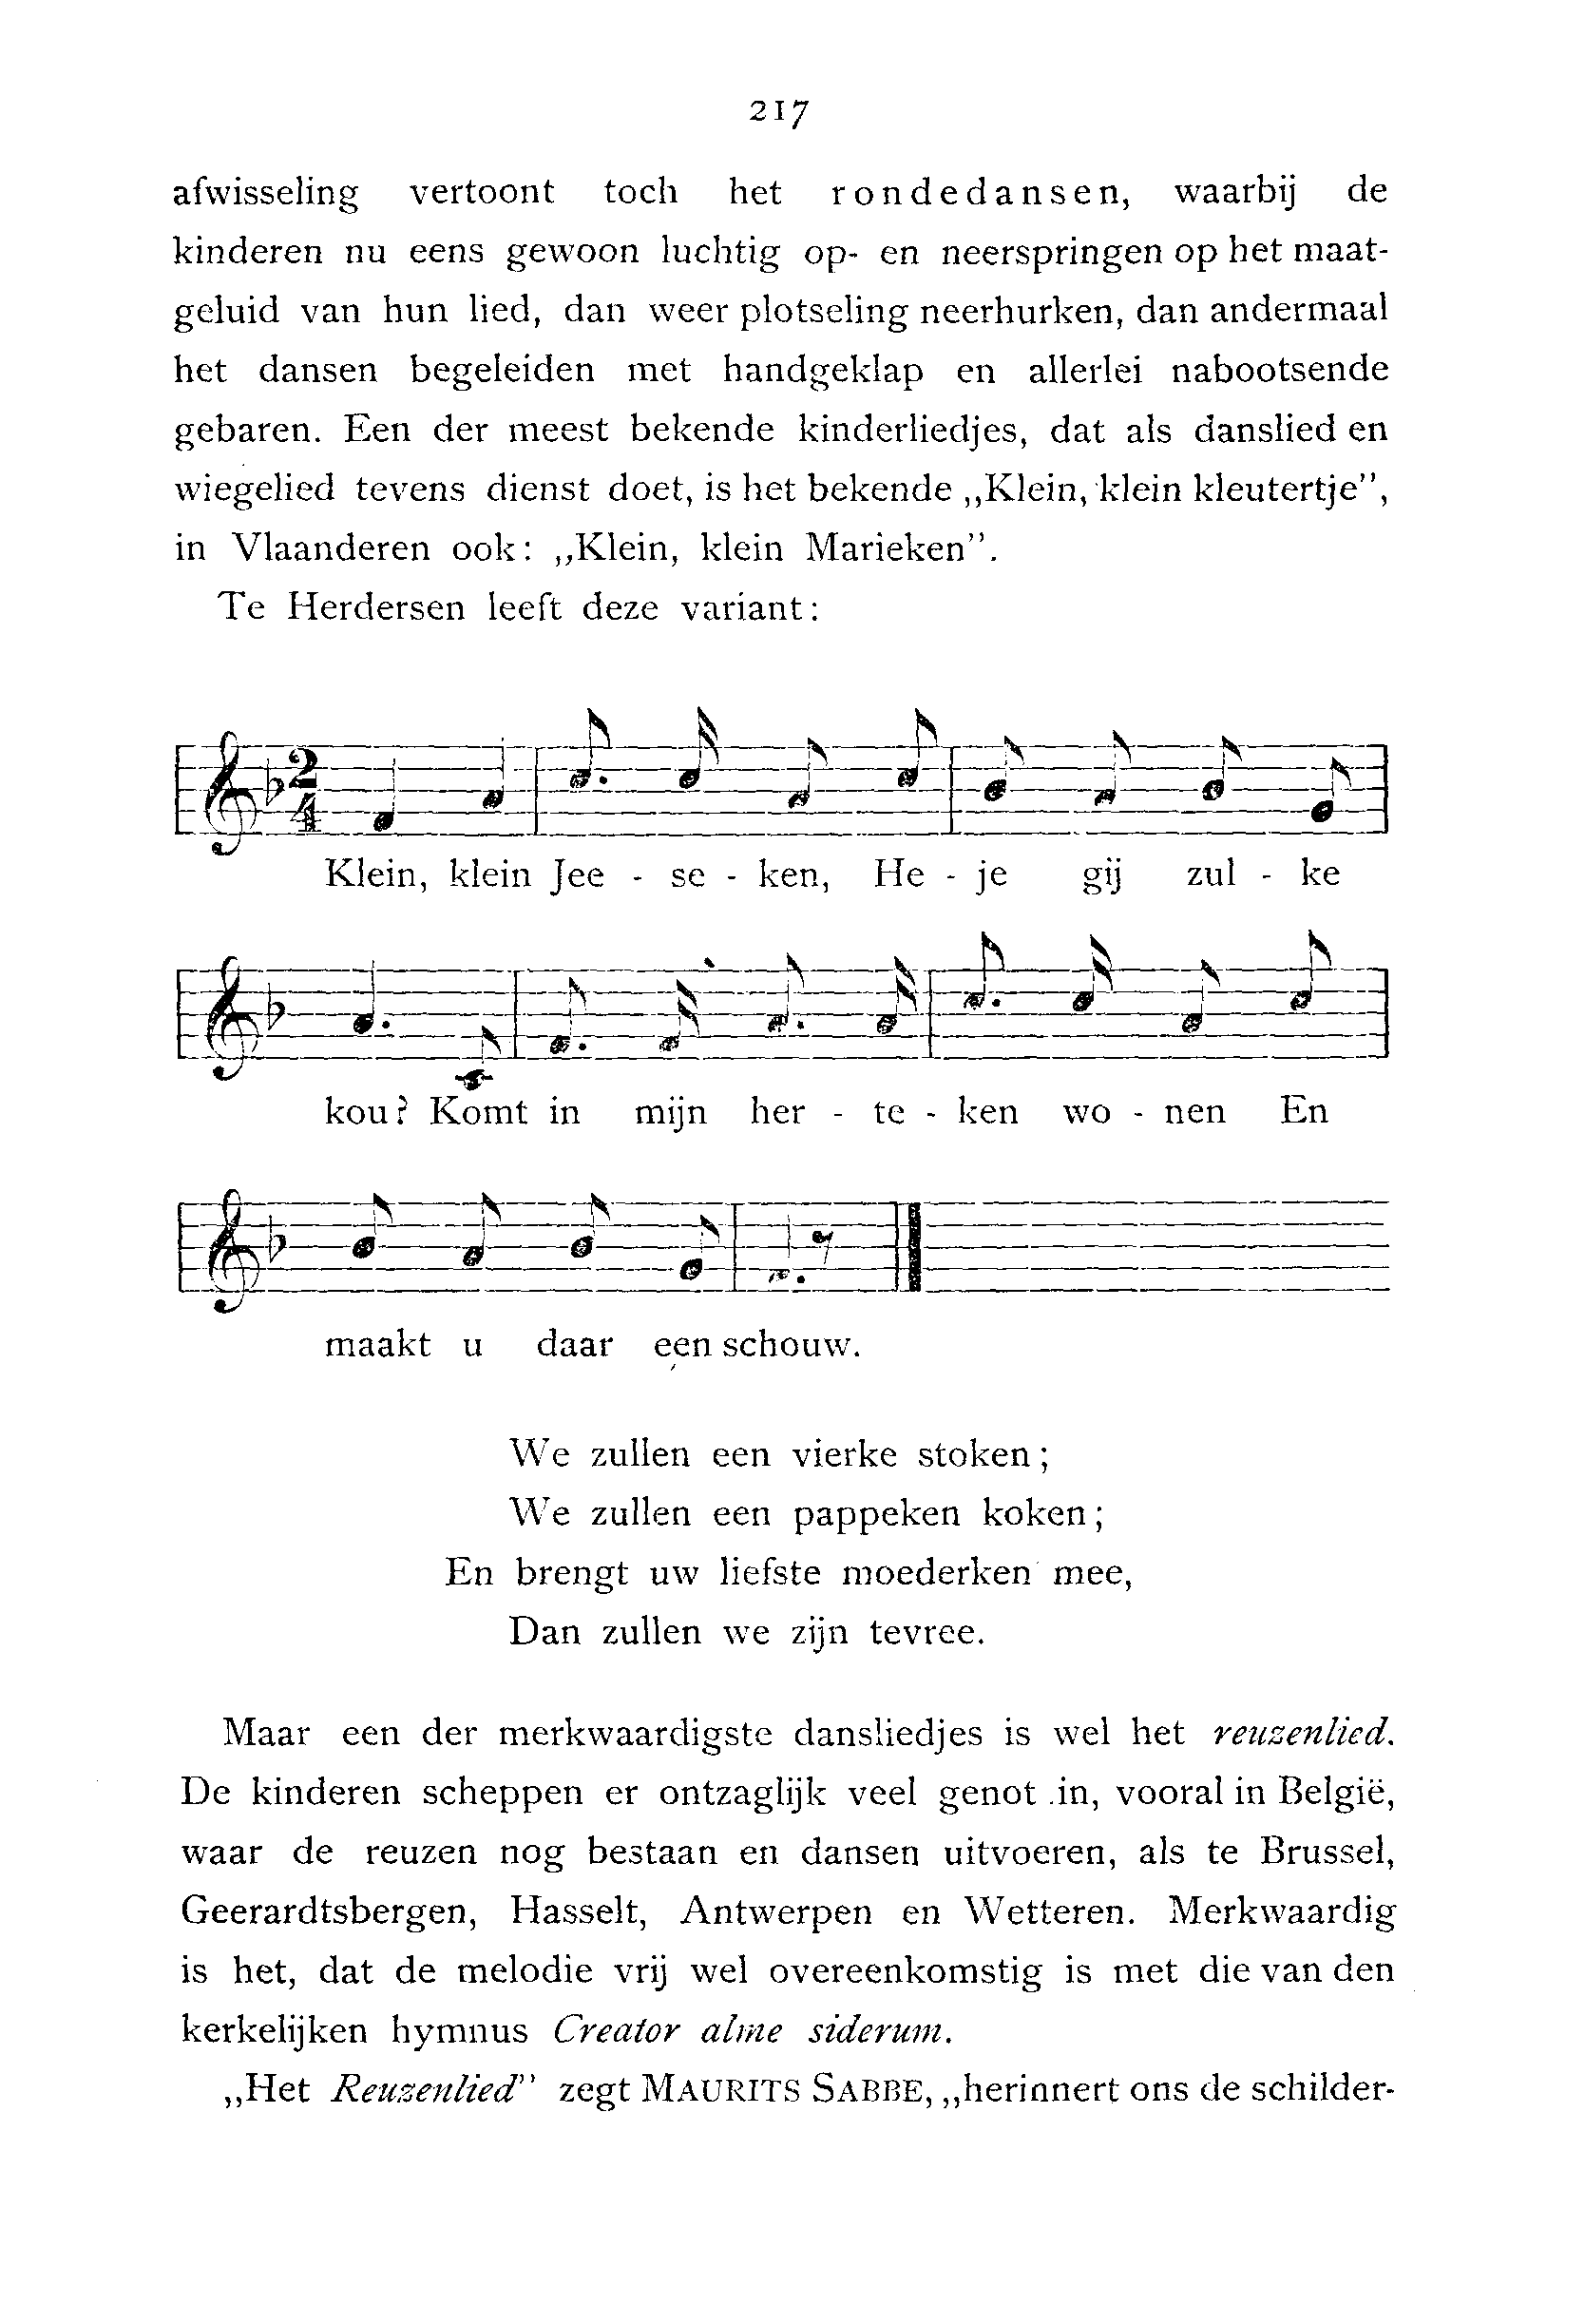 217
afwisseling vertoont toch het rondedansen, waarbij de
kinderen nu eens gewoon luchtig op- en neerspringen op het maat-
geluid van hun lied, dan weer plotseling neerhurken, dan andermaal
het dansen begeleiden met handgeklap en allerlei nabootsende
gebaren. Een der meest bekende kinderliedjes, dat als danslied en
wiegelied tevens dienst doet, is het bekende „Klein, klein kleutertje”,
in Vlaanderen ook: „Klein, klein Marieken”.
Te Herdersen leeft deze variant:
2
4
Klein, klein Jee - se - ken, He - je gij zul - ke
kou? Komt in mijn her - te - ken wo - nen En
maakt u daar een schouw.
We zullen een vierke stoken;
We zullen een pappeken koken;
En brengt uw liefste moederken mee,
Dan zullen we zijn tevree.
Maar een der merkwaardigste dansliedjes is wel het reuzenlied.
De kinderen scheppen er ontzaglijk veel genot in, vooral in België,
waar de reuzen nog bestaan en dansen uitvoeren, als te Brussel,
Geerardtsbergen, Hasselt, Antwerpen en Wetteren. Merkwaardig
is het, dat de melodie vrij wel overeenkomstig is met die van den
kerkelijken hymnus Creator alme siderum.
„Het Reuzenlied” zegt MAURITS SABBE, „herinnert ons de schilder-